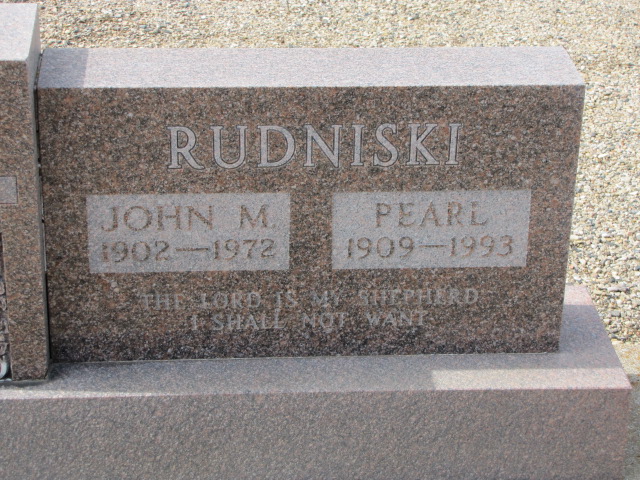 RUDNISKI
JOHN M.
1902—1972
PEARL
1909—1993
THE LORD IS MY SHEPHERD
I SHALL NOT WANT